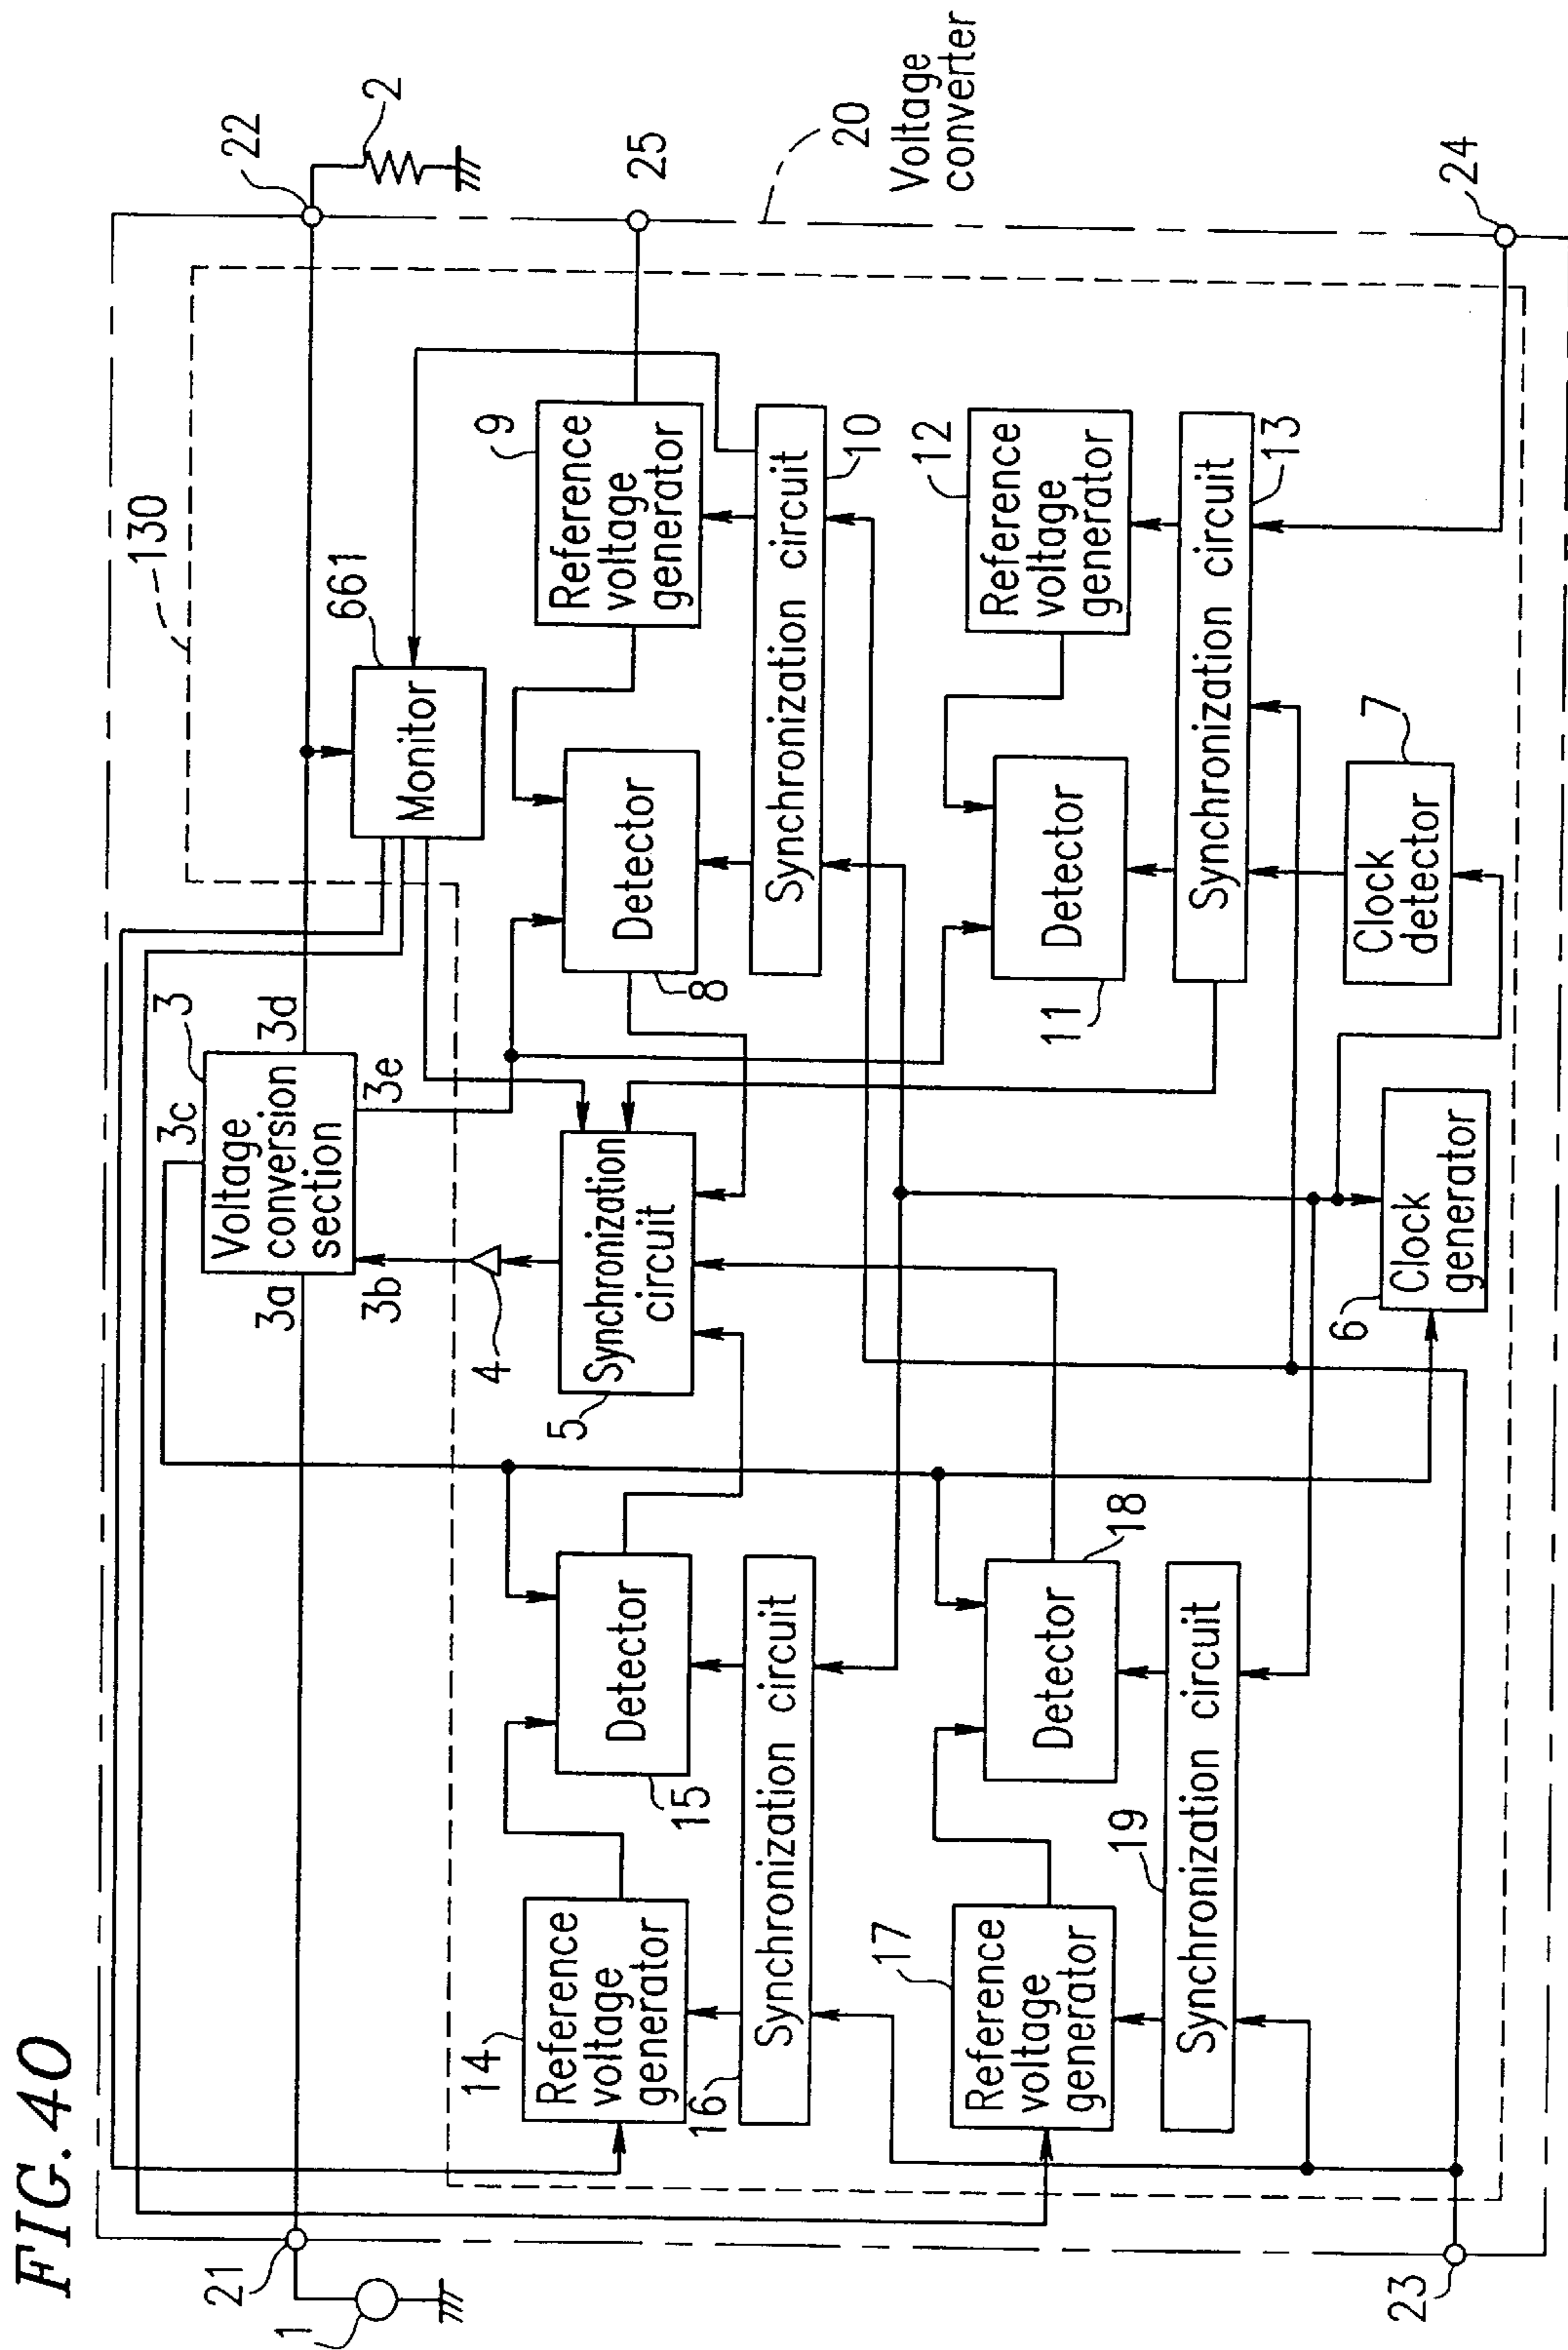 FIG. 40
130
661
22
2
25
20
Voltage
converter
24
21
1
23
3
3a
3b
3c
3d
3e
Voltage
conversion
section
Monitor
4
5
Synchronization
circuit
8
Detector
9
Reference
voltage
generator
10
Synchronization circuit
14
Reference
voltage
generator
15
Detector
16
Synchronization circuit
11
Detector
12
Reference
voltage
generator
13
Synchronization circuit
17
Reference
voltage
generator
18
Detector
19
Synchronization circuit
6
Clock
generator
7
Clock
detector